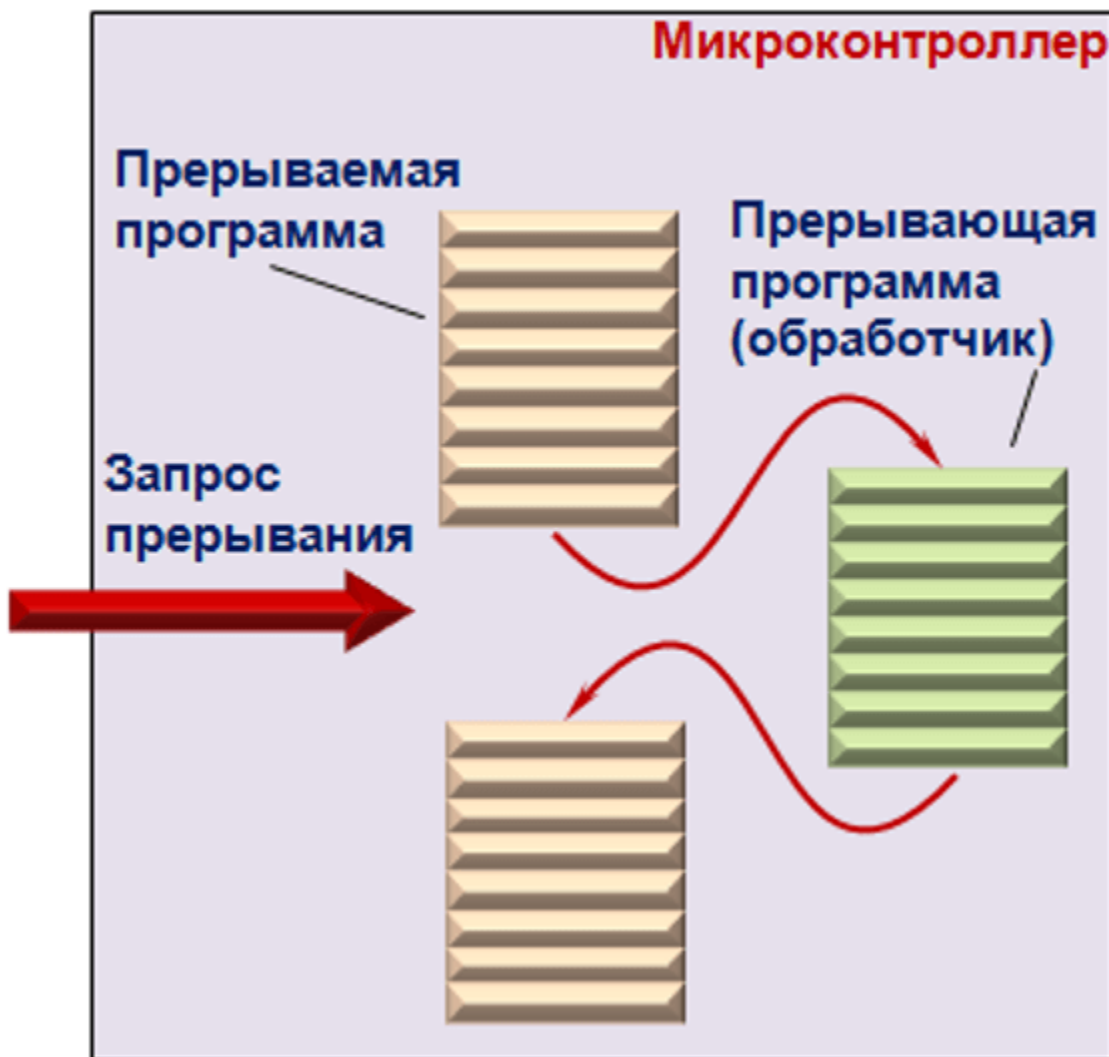 Микроконтроллер
Прерываемая
программа
Прерывающая
программа
(обработчик)
Запрос
прерывания